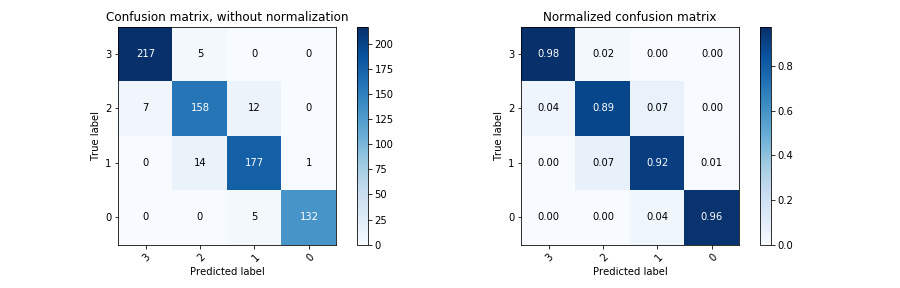 Confusion matrix, without normalization
True label
3 217 5 0 0
2 7 158 12 0
1 0 14 177 1
0 0 0 5 132
3 2 1 0
Predicted label
200
175
150
125
100
75
50
25
0
Normalized confusion matrix
True label
3 0.98 0.02 0.00 0.00
2 0.04 0.89 0.07 0.00
1 0.00 0.07 0.92 0.01
0 0.00 0.00 0.04 0.96
3 2 1 0
Predicted label
0.8
0.6
0.4
0.2
0.0